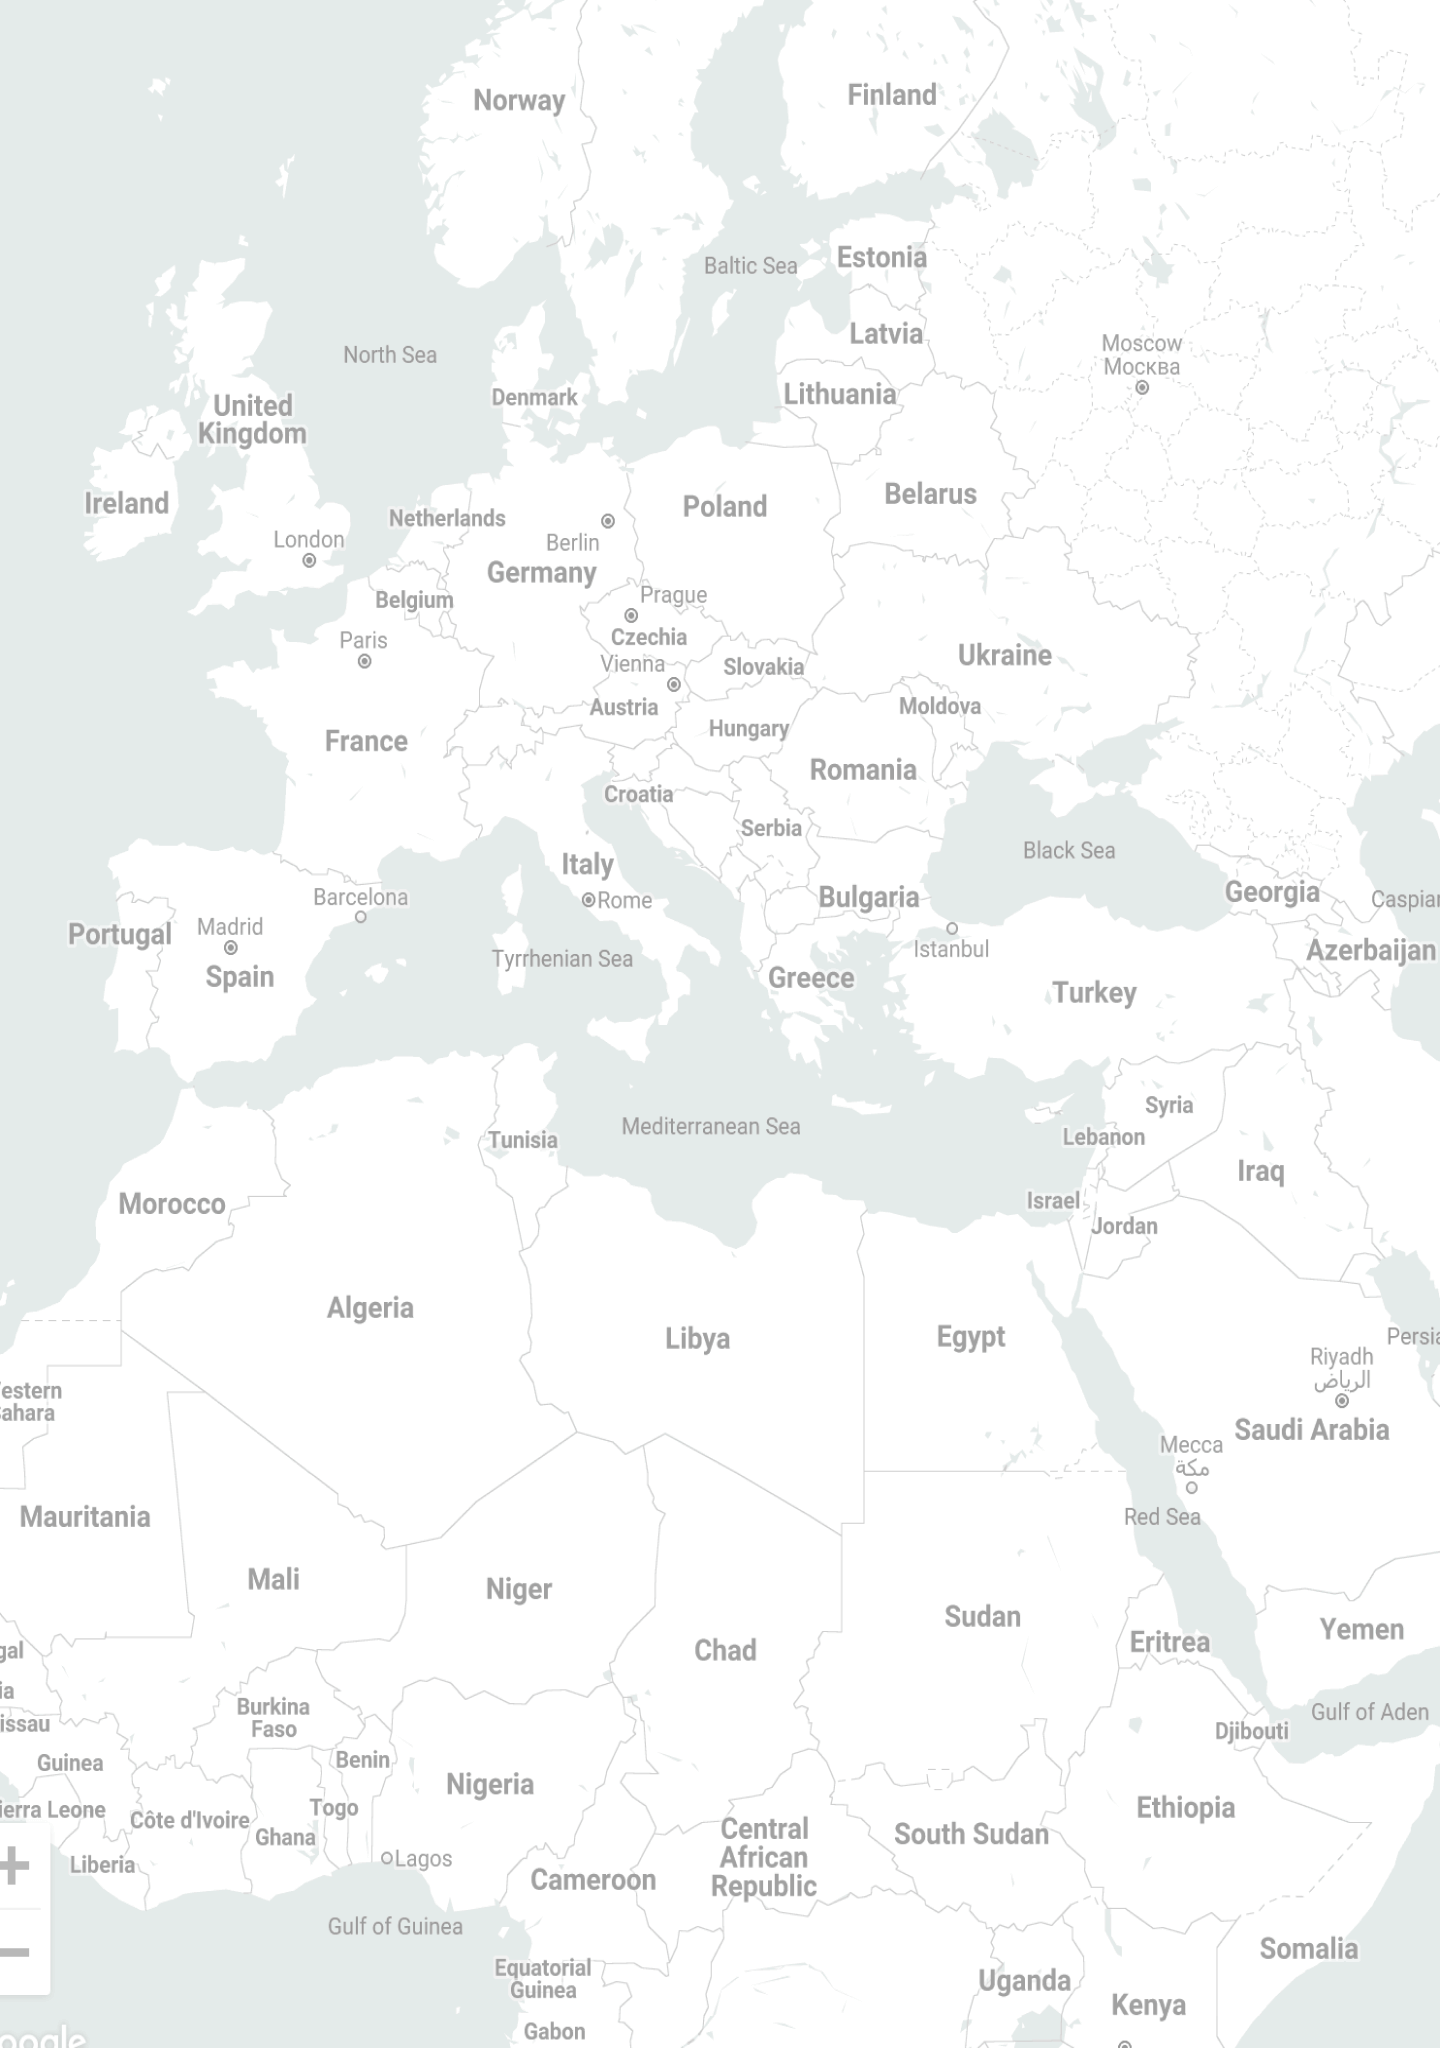 Norway
Finland
Baltic Sea
Estonia
Latvia
Moscow
Москва
North Sea
Denmark
Lithuania
United
Kingdom
Ireland
Netherlands
Belarus
Poland
London
Berlin
Germany
Belgium
Prague
Czechia
Paris
Vienna
Slovakia
Ukraine
Austria
Moldova
Hungary
France
Romania
Croatia
Serbia
Black Sea
Italy
Barcelona
Rome
Bulgaria
Georgia
Caspian
Portugal
Madrid
Istanbul
Azerbaijan
Spain
Tyrrhenian Sea
Greece
Turkey
Syria
Mediterranean Sea
Tunisia
Lebanon
Iraq
Morocco
Israel
Jordan
Algeria
Libya
Egypt
Persia
Riyadh
الرياض
estern
ahara
Saudi Arabia
Mecca
مكة
Mauritania
Red Sea
Mali
Niger
Sudan
Yemen
Eritrea
gal
Chad
ia
Burkina
Faso
Gulf of Aden
issau
Djibouti
Guinea
Benin
Nigeria
Togo
Ethiopia
ierra Leone
Côte d'Ivoire
Ghana
Central
African
Republic
South Sudan
Liberia
Lagos
Cameroon
Gulf of Guinea
Somalia
Equatorial
Guinea
Uganda
Kenya
Gabon
oogle